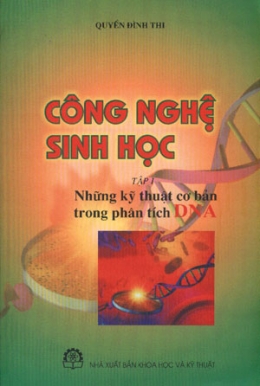 QUYỀN ĐÌNH THI
CÔNG NGHỆ
SINH HỌC
TẬP 1
Những kỹ thuật cơ bản
trong phân tích DNA
NHÀ XUẤT BẢN KHOA HỌC VÀ KỸ THUẬT